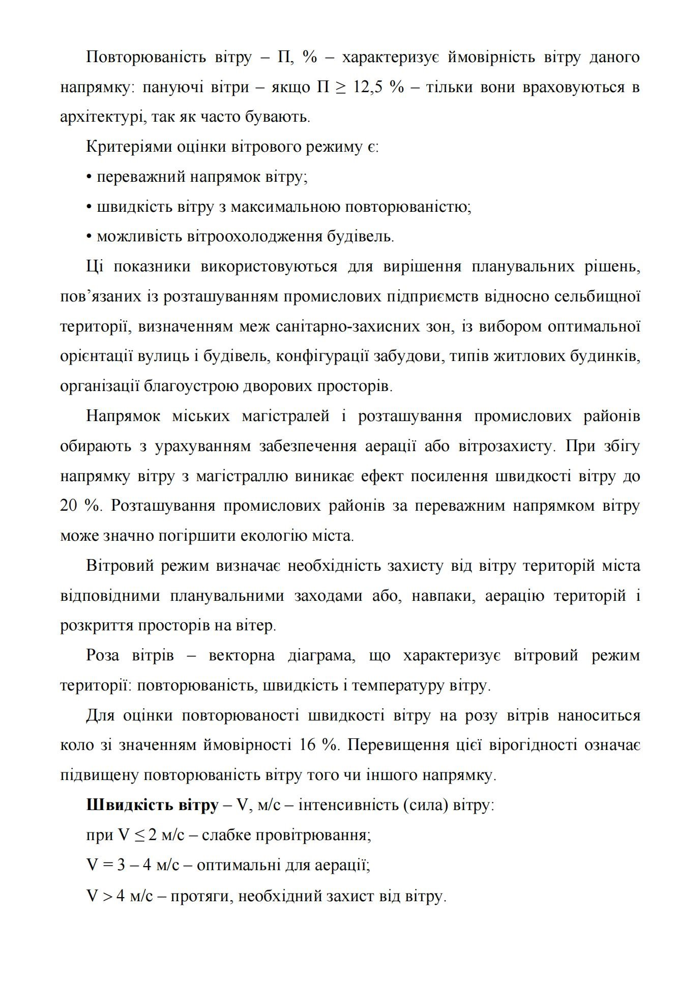 Повторюваність вітру – П, % – характеризує ймовірність вітру даного
напрямку: пануючі вітри – якщо П ≥ 12,5 % – тільки вони враховуються в
архітектурі, так як часто бувають.
Критеріями оцінки вітрового режиму є:
• переважний напрямок вітру;
• швидкість вітру з максимальною повторюваністю;
• можливість вітроохолодження будівель.
Ці показники використовуються для вирішення планувальних рішень,
пов’язаних із розташуванням промислових підприємств відносно сельбищної
території, визначенням меж санітарно-захисних зон, із вибором оптимальної
орієнтації вулиць і будівель, конфігурації забудови, типів житлових будинків,
організації благоустрою дворових просторів.
Напрямок міських магістралей і розташування промислових районів
обирають з урахуванням забезпечення аерації або вітрозахисту. При збігу
напрямку вітру з магістраллю виникає ефект посилення швидкості вітру до
20 %. Розташування промислових районів за переважним напрямком вітру
може значно погіршити екологію міста.
Вітровий режим визначає необхідність захисту від вітру територій міста
відповідними планувальними заходами або, навпаки, аерацію територій і
розкриття просторів на вітер.
Роза вітрів – векторна діаграма, що характеризує вітровий режим
території: повторюваність, швидкість і температуру вітру.
Для оцінки повторюваності швидкості вітру на розу вітрів наноситься
коло зі значенням ймовірності 16 %. Перевищення цієї вірогідності означає
підвищену повторюваність вітру того чи іншого напрямку.
Швидкість вітру – V, м/с – інтенсивність (сила) вітру:
при V ≤ 2 м/с – слабке провітрювання;
V = 3 – 4 м/с – оптимальні для аерації;
V > 4 м/с – протяги, необхідний захист від вітру.